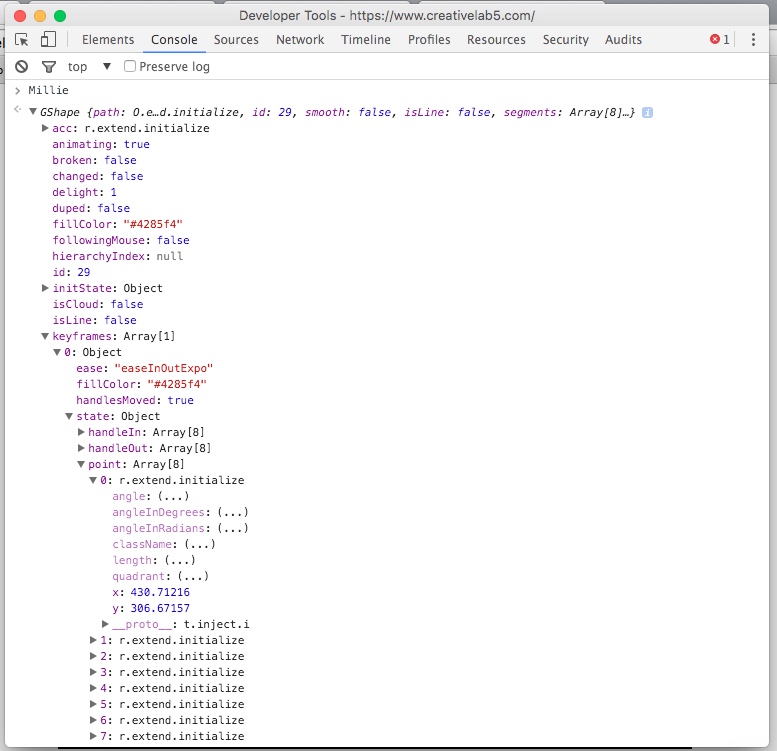 Developer Tools - https://www.creativelab5.com/
Elements Console Sources Network Timeline Profiles Resources Security Audits 1
top Preserve log
Millie
GShape {path: O.e…d.initialize, id: 29, smooth: false, isLine: false, segments: Array[8]…} i
acc: r.extend.initialize
animating: true
broken: false
changed: false
delight: 1
duped: false
fillColor: "#4285f4"
followingMouse: false
hierarchyIndex: null
id: 29
initState: Object
isCloud: false
isLine: false
keyframes: Array[1]
0: Object
ease: "easeInOutExpo"
fillColor: "#4285f4"
handlesMoved: true
state: Object
handleIn: Array[8]
handleOut: Array[8]
point: Array[8]
0: r.extend.initialize
angle: (...)
angleInDegrees: (...)
angleInRadians: (...)
className: (...)
length: (...)
quadrant: (...)
x: 430.71216
y: 306.67157
__proto__: t.inject.i
1: r.extend.initialize
2: r.extend.initialize
3: r.extend.initialize
4: r.extend.initialize
5: r.extend.initialize
6: r.extend.initialize
7: r.extend.initialize